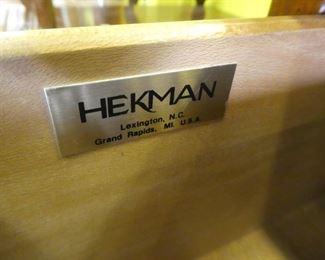 HEKMAN
Lexington, N.C.
Grand Rapids, MI. U.S.A.